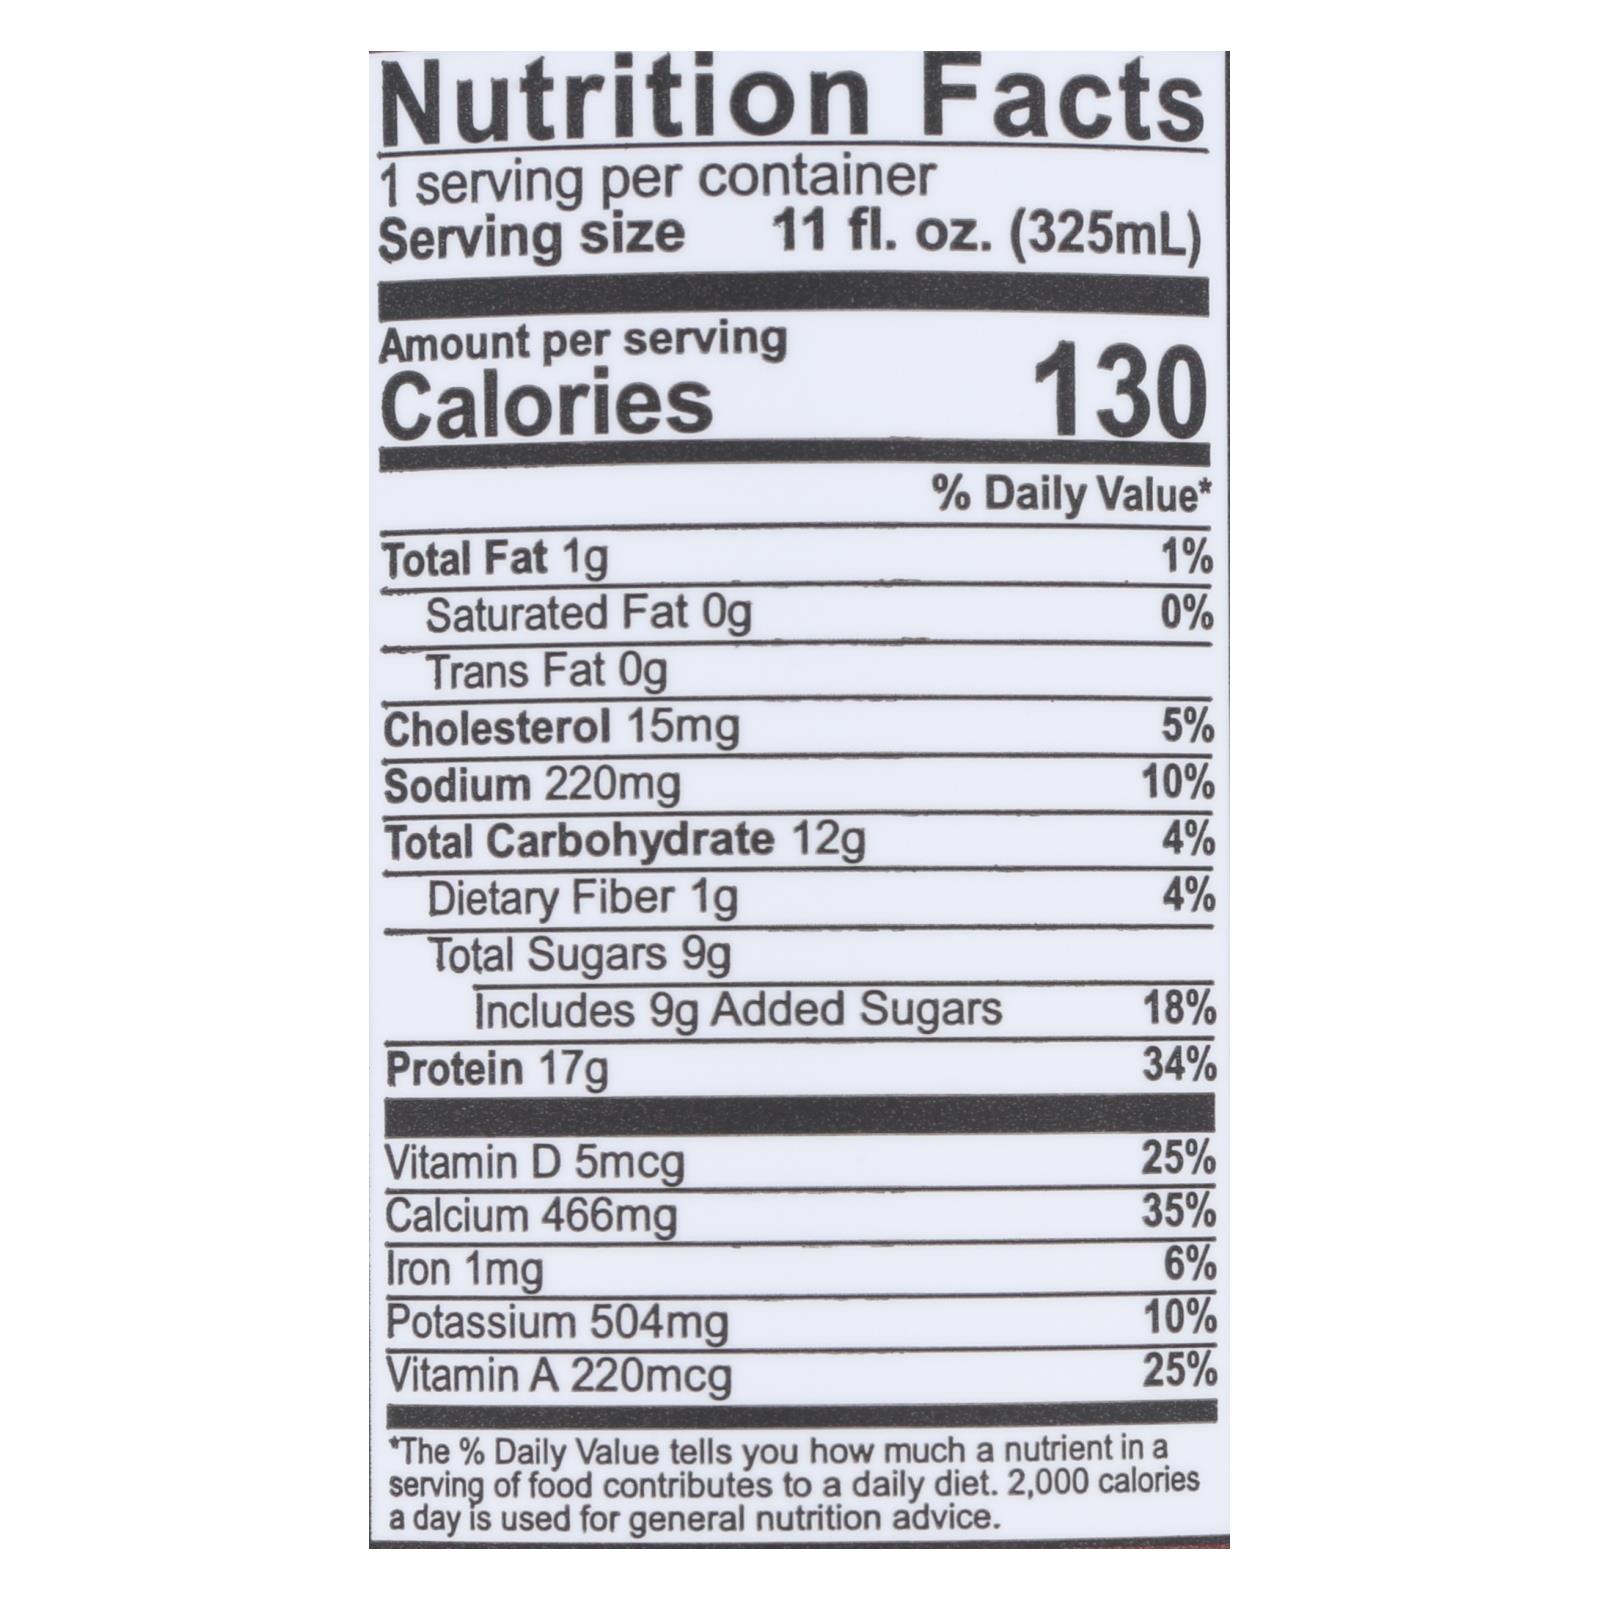 Nutrition Facts
1 serving per container
Serving size 11 fl. oz. (325mL)
Amount per serving
Calories 130
% Daily Value*
Total Fat 1g 1%
Saturated Fat 0g 0%
Trans Fat 0g
Cholesterol 15mg 5%
Sodium 220mg 10%
Total Carbohydrate 12g 4%
Dietary Fiber 1g 4%
Total Sugars 9g
Includes 9g Added Sugars 18%
Protein 17g 34%
Vitamin D 5mcg 25%
Calcium 466mg 35%
Iron 1mg 6%
Potassium 504mg 10%
Vitamin A 220mcg 25%
*The % Daily Value tells you how much a nutrient in a
serving of food contributes to a daily diet. 2,000 calories
a day is used for general nutrition advice.